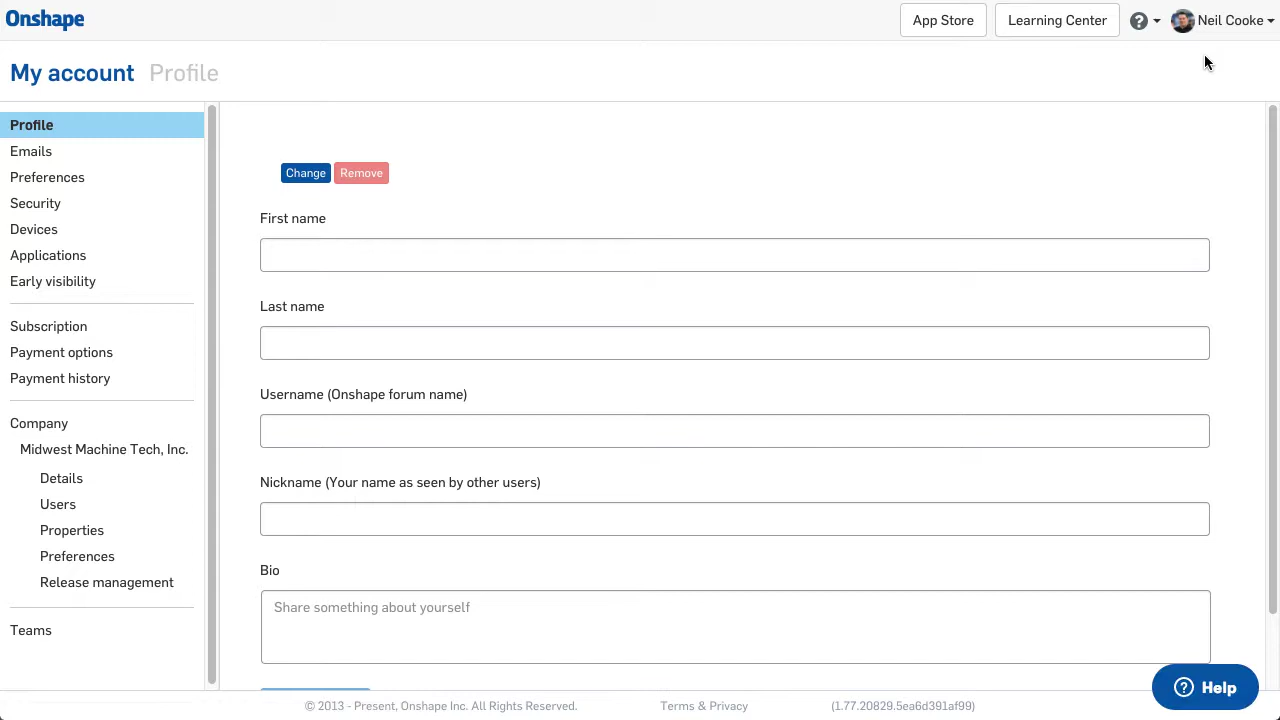 Onshape
App Store
Learning Center
Neil Cooke
My account Profile
Profile
Emails
Preferences
Security
Devices
Applications
Early visibility
Subscription
Payment options
Payment history
Company
Midwest Machine Tech, Inc.
Details
Users
Properties
Preferences
Release management
Teams
Change Remove
First name
Last name
Username (Onshape forum name)
Nickname (Your name as seen by other users)
Bio
Share something about yourself
? Help
© 2013 - Present, Onshape Inc. All Rights Reserved. Terms & Privacy (1.77.20829.5ea6d391af99)